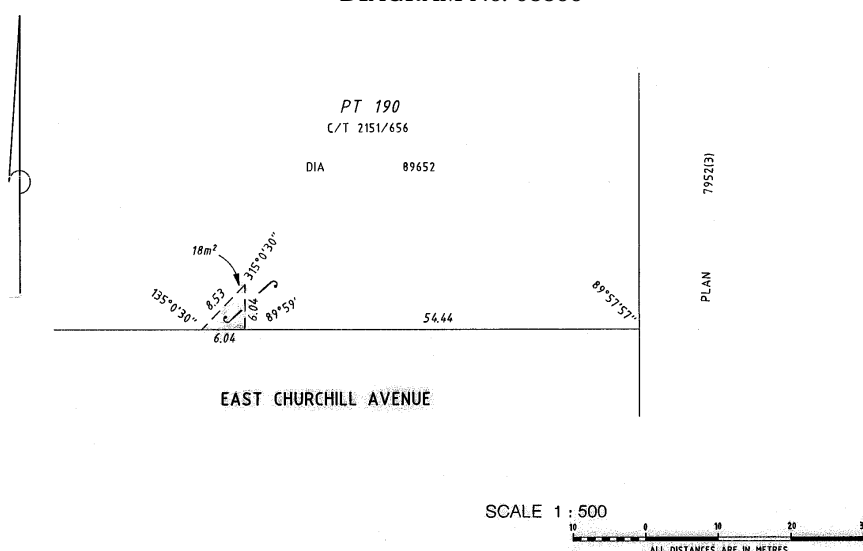 PT 190
C/T 2151/656
DIA 89652
7952(3)
PLAN
18m²
315°0'30"
135°0'30"
8.53
6.04
89°59'
89°57'57"
54.44
6.04
EAST CHURCHILL AVENUE
SCALE 1 : 500
10 0 10 20
ALL DISTANCES ARE IN METRES